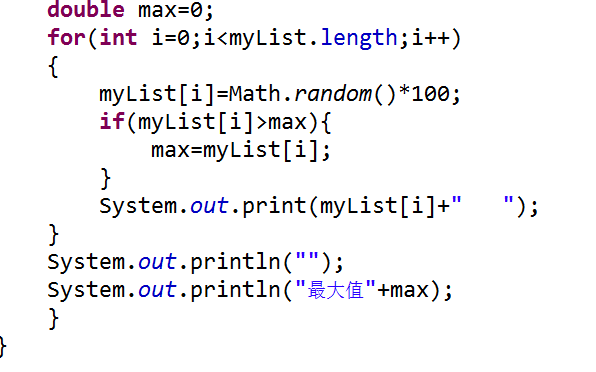 double max=0;
for(int i=0;i<myList.length;i++)
{
myList[i]=Math.random()*100;
if(myList[i]>max){
max=myList[i];
}
System.out.print(myList[i]+"   ");
}
System.out.println("");
System.out.println("最大值"+max);
}
}